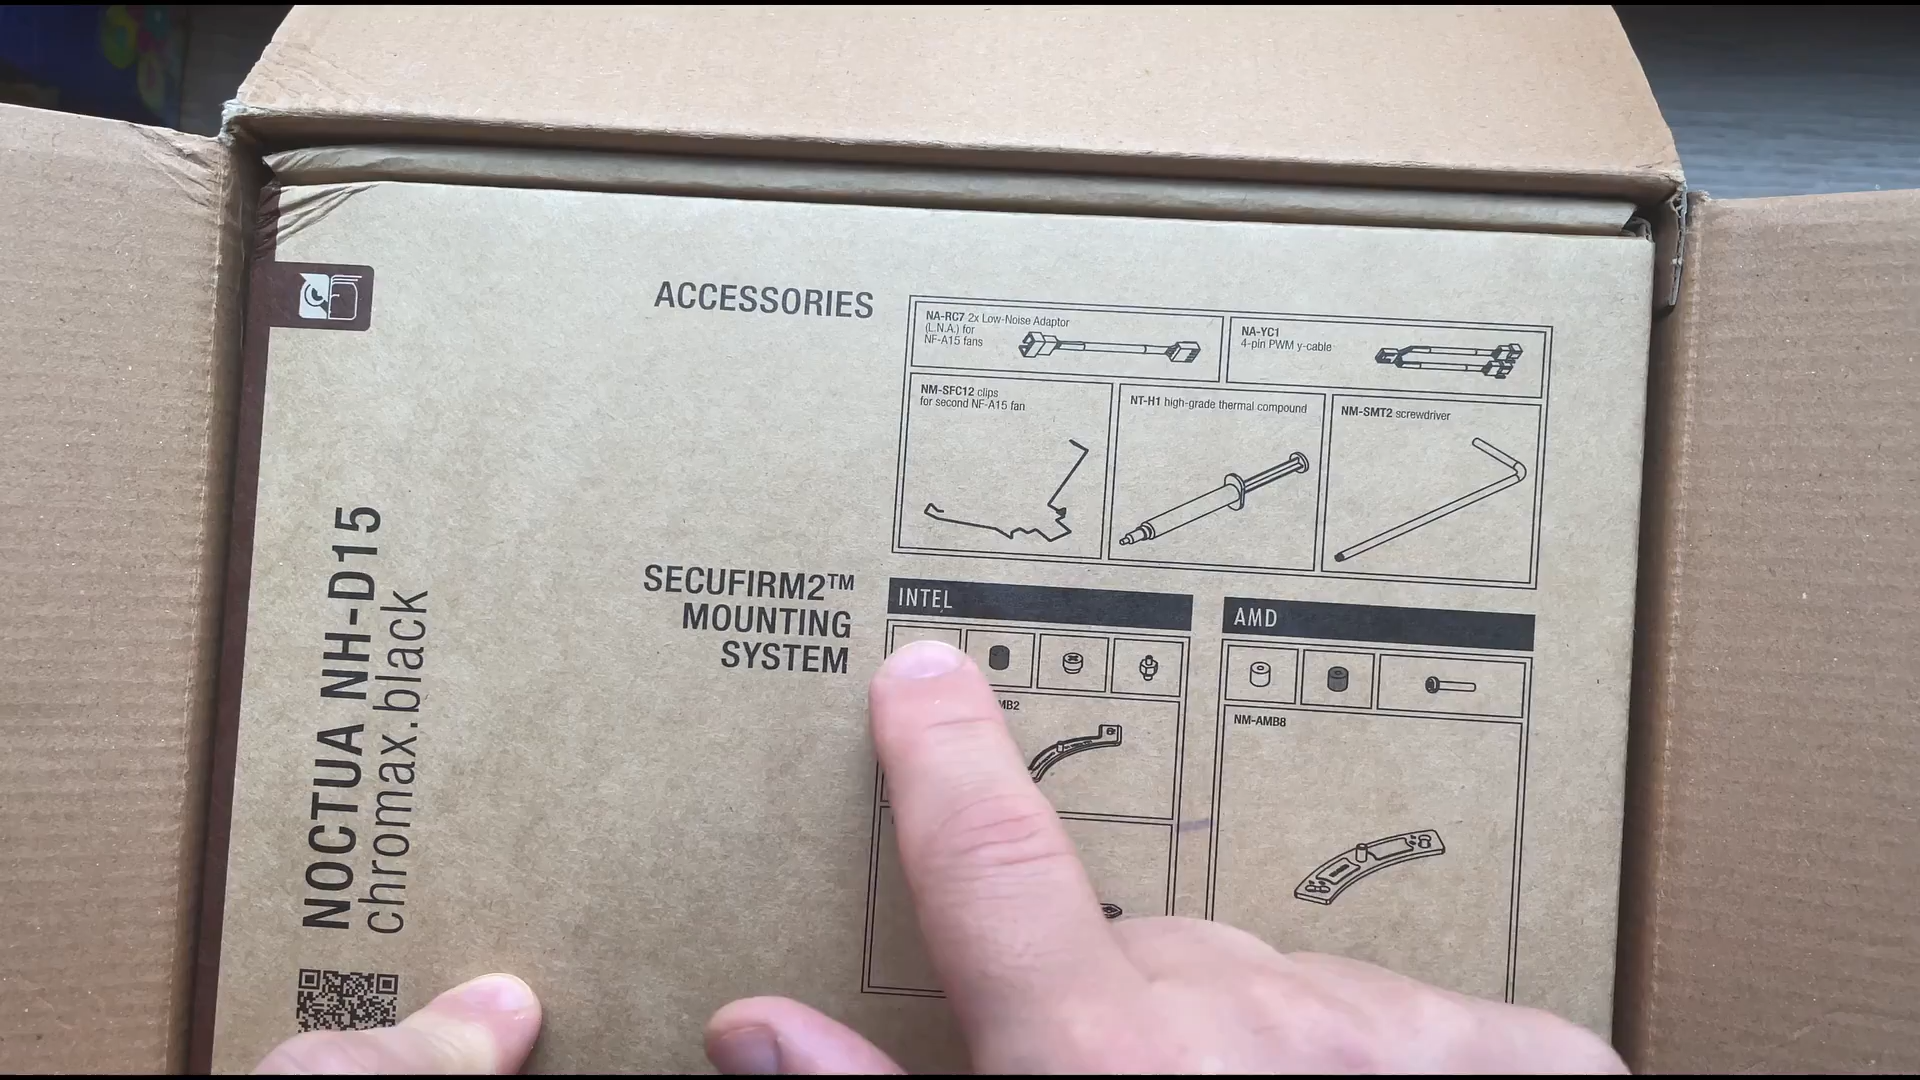 ACCESSORIES
NA-RC7 2x Low-Noise Adaptor
(L.N.A.) for
NF-A15 fans
NA-YC1
4-pin PWM y-cable
NM-SFC12 clips
for second NF-A15 fan
NT-H1 high-grade thermal compound
NM-SMT2 screwdriver
SECUFIRM2™
MOUNTING
SYSTEM
INTEL
AMD
MB2
NM-AMB8
NOCTUA NH-D15
chromax.black